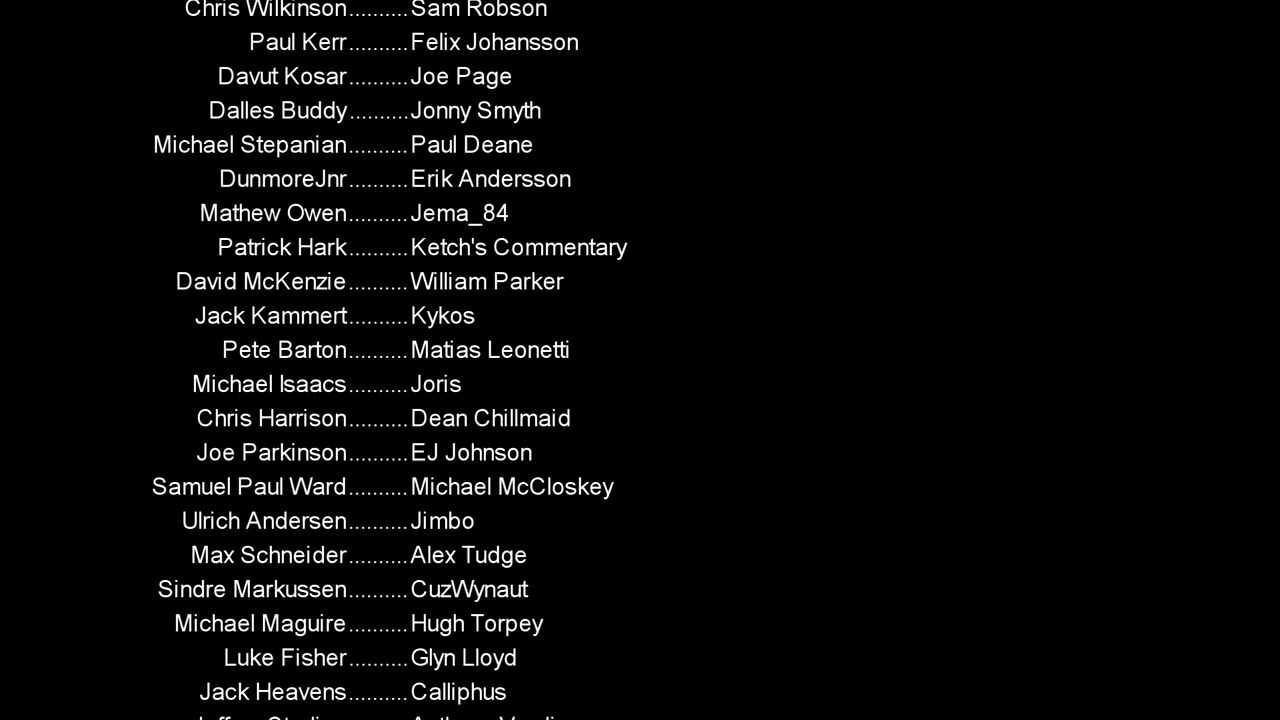 Chris Wilkinson..........Sam Robson
Paul Kerr..........Felix Johansson
Davut Kosar..........Joe Page
Dalles Buddy..........Jonny Smyth
Michael Stepanian..........Paul Deane
DunmoreJnr..........Erik Andersson
Mathew Owen..........Jema_84
Patrick Hark..........Ketch's Commentary
David McKenzie..........William Parker
Jack Kammert..........Kykos
Pete Barton..........Matias Leonetti
Michael Isaacs..........Joris
Chris Harrison..........Dean Chillmaid
Joe Parkinson..........EJ Johnson
Samuel Paul Ward..........Michael McCloskey
Ulrich Andersen..........Jimbo
Max Schneider..........Alex Tudge
Sindre Markussen..........CuzWynaut
Michael Maguire..........Hugh Torpey
Luke Fisher..........Glyn Lloyd
Jack Heavens..........Calliphus